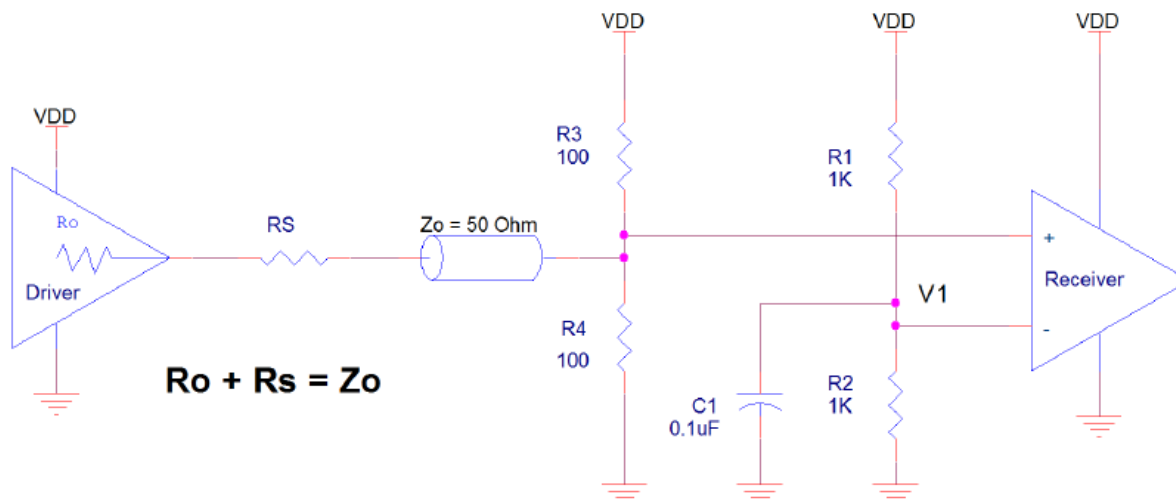 VDD
VDD
VDD
VDD
Ro
Driver
RS
Zo = 50 Ohm
R3
100
R1
1K
+
Receiver
-
V1
R4
100
R2
1K
C1
0.1uF
Ro + Rs = Zo